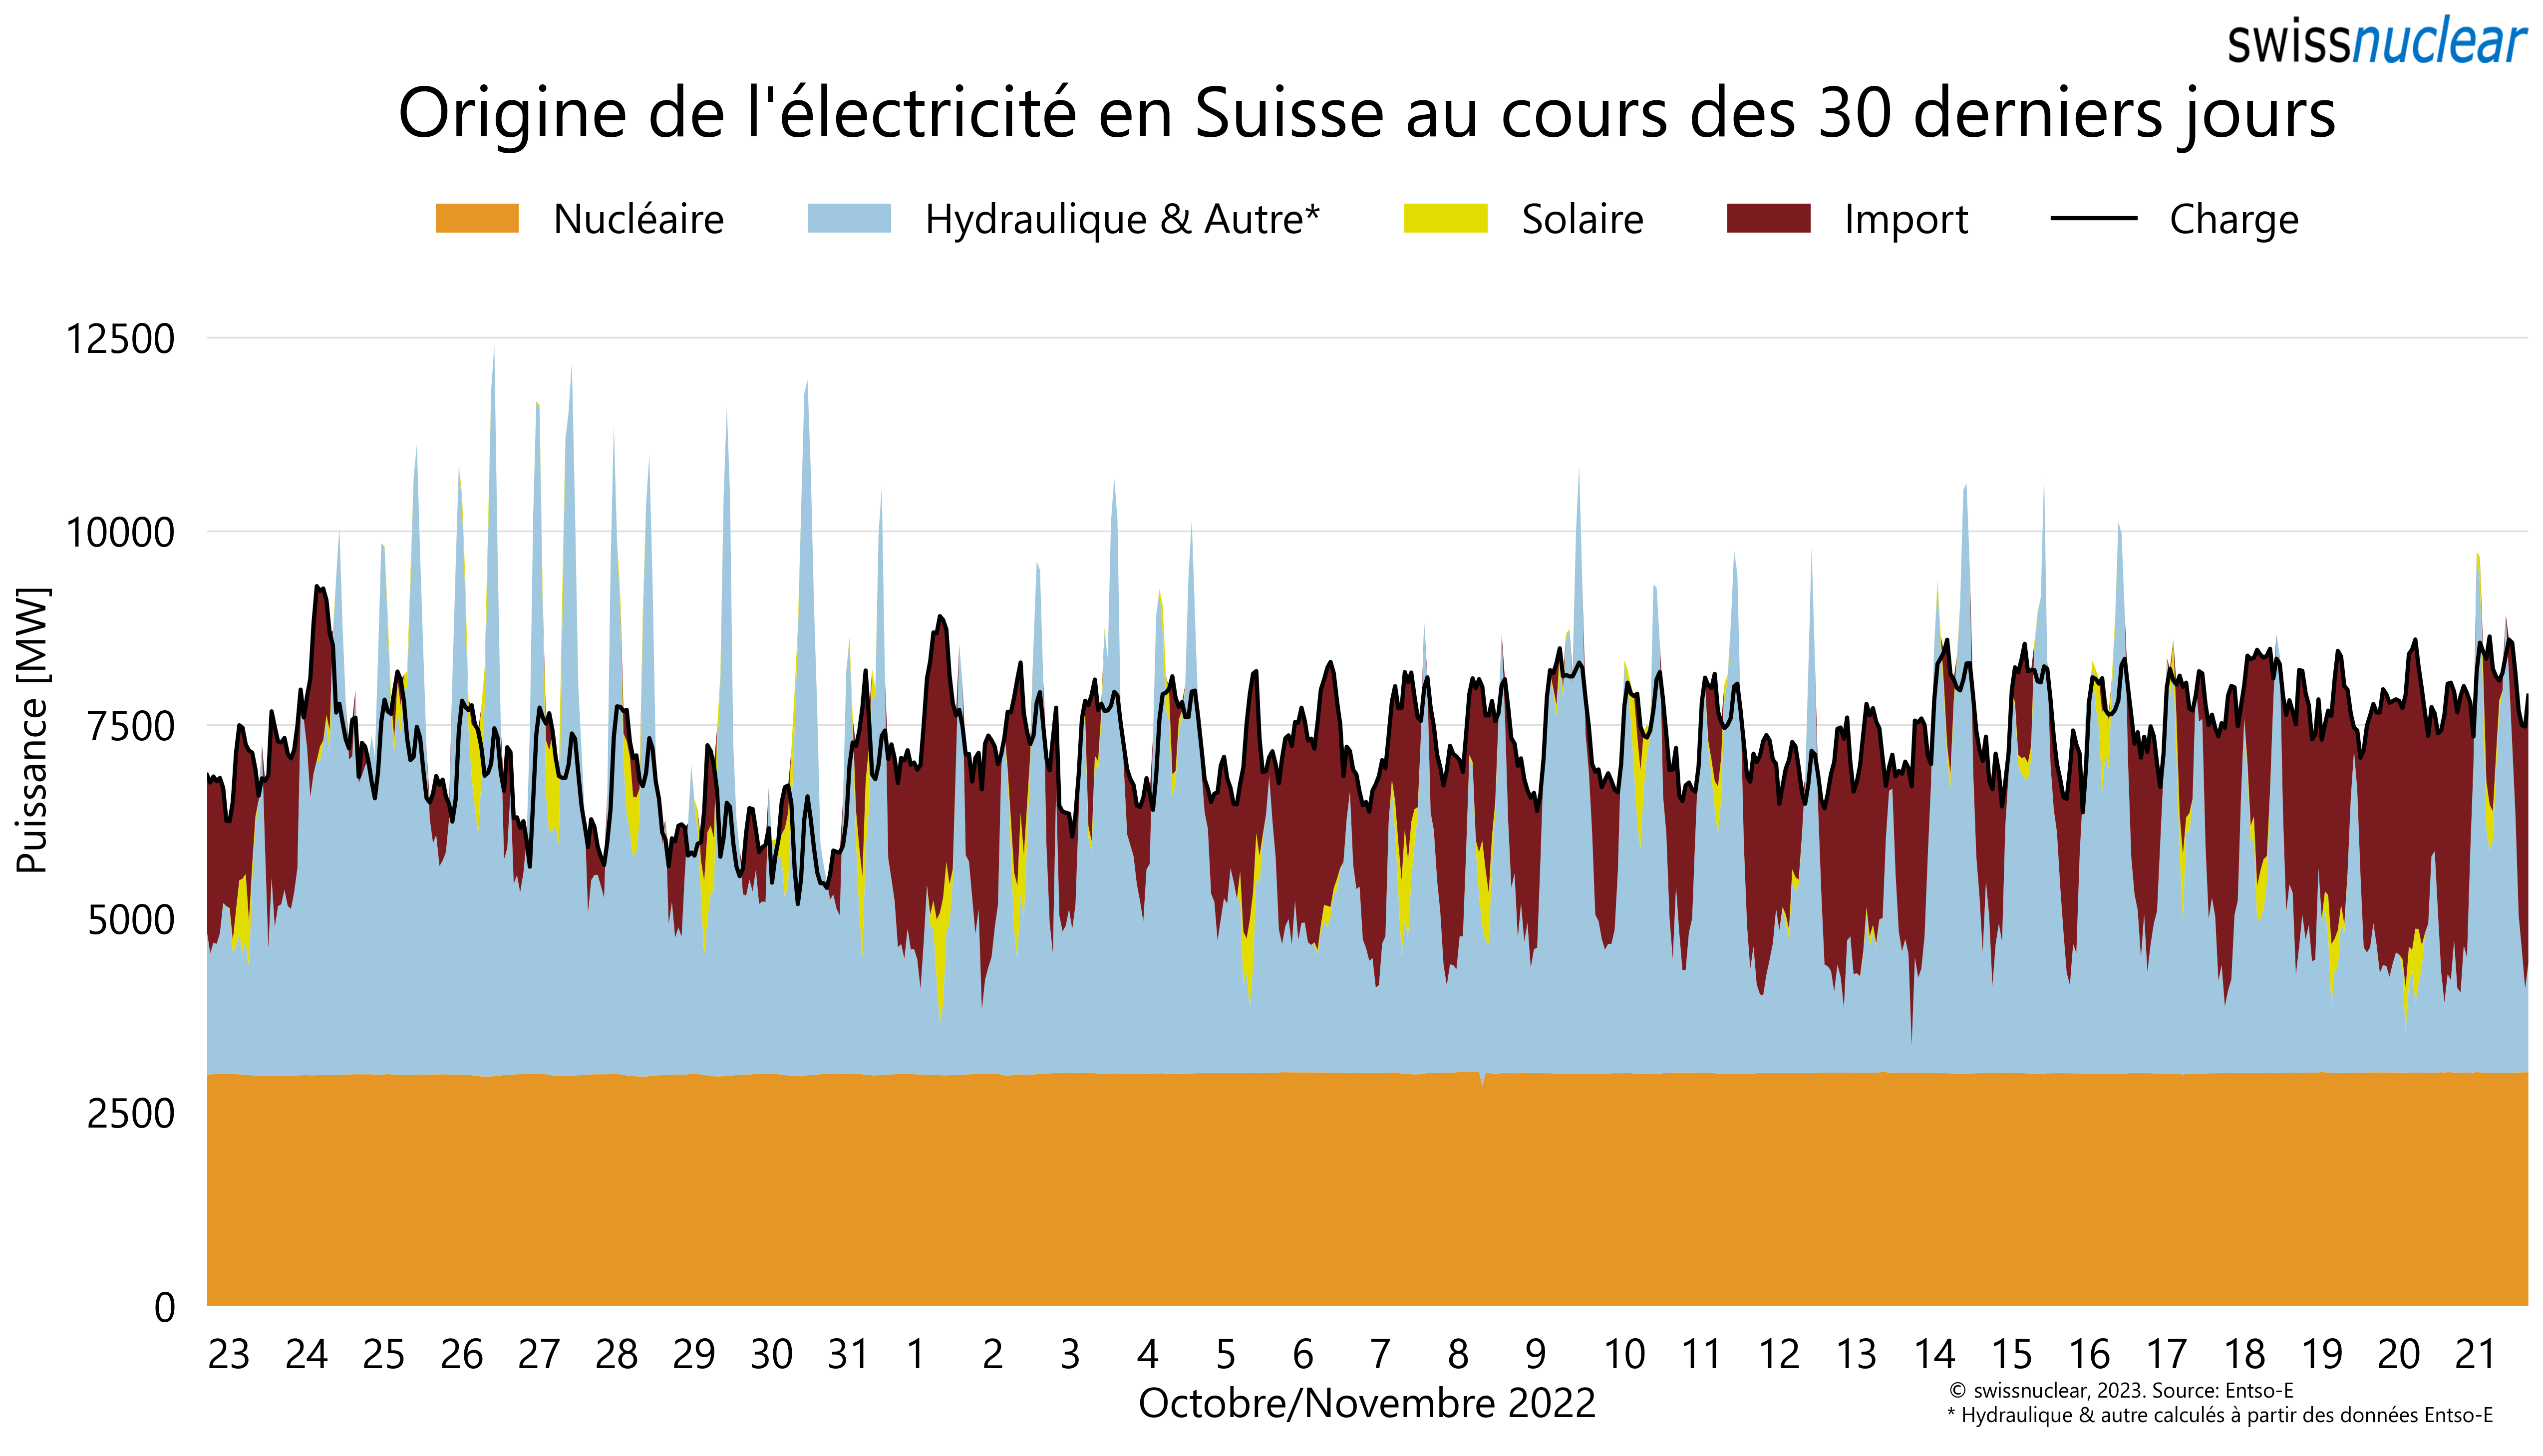 swissnuclear
Origine de l'électricité en Suisse au cours des 30 derniers jours
Nucléaire Hydraulique & Autre* Solaire Import Charge
12500
10000
7500
5000
2500
0
Puissance [MW]
23 24 25 26 27 28 29 30 31 1 2 3 4 5 6 7 8 9 10 11 12 13 14 15 16 17 18 19 20 21
Octobre/Novembre 2022
© swissnuclear, 2023. Source: Entso-E
* Hydraulique & autre calculés à partir des données Entso-E